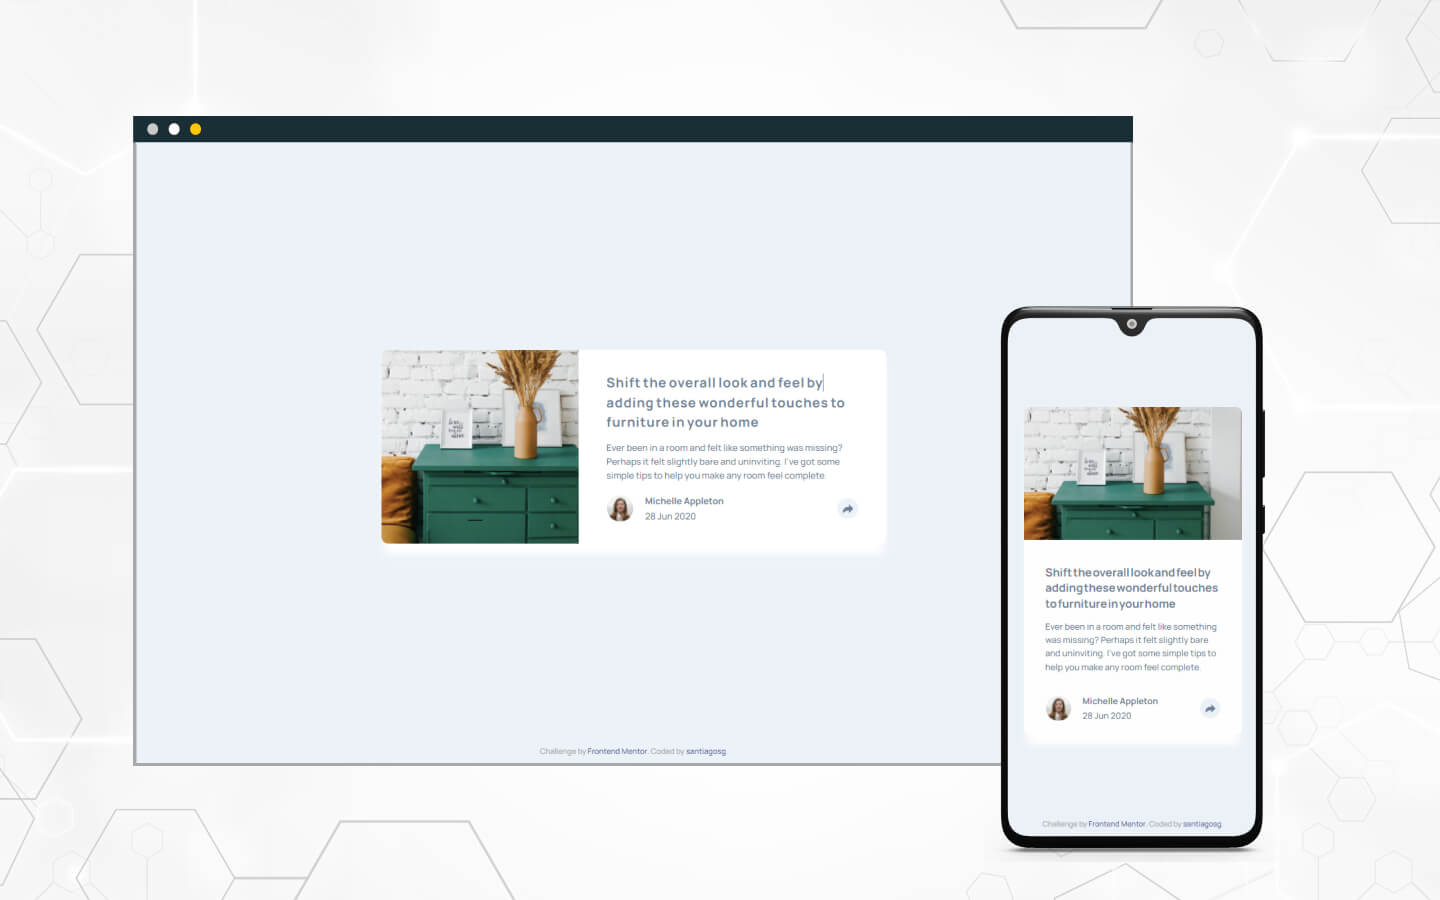 Shift the overall look and feel by
adding these wonderful touches to
furniture in your home
Ever been in a room and felt like something was missing?
Perhaps it felt slightly bare and uninviting. I've got some
simple tips to help you make any room feel complete.
Michelle Appleton
28 Jun 2020
Challenge by Frontend Mentor. Coded by santiagosg.
Shift the overall look and feel by
adding these wonderful touches
to furniture in your home
Ever been in a room and felt like something
was missing? Perhaps it felt slightly bare
and uninviting. I've got some simple tips to
help you make any room feel complete.
Michelle Appleton
28 Jun 2020
Challenge by Frontend Mentor. Coded by santiagosg.